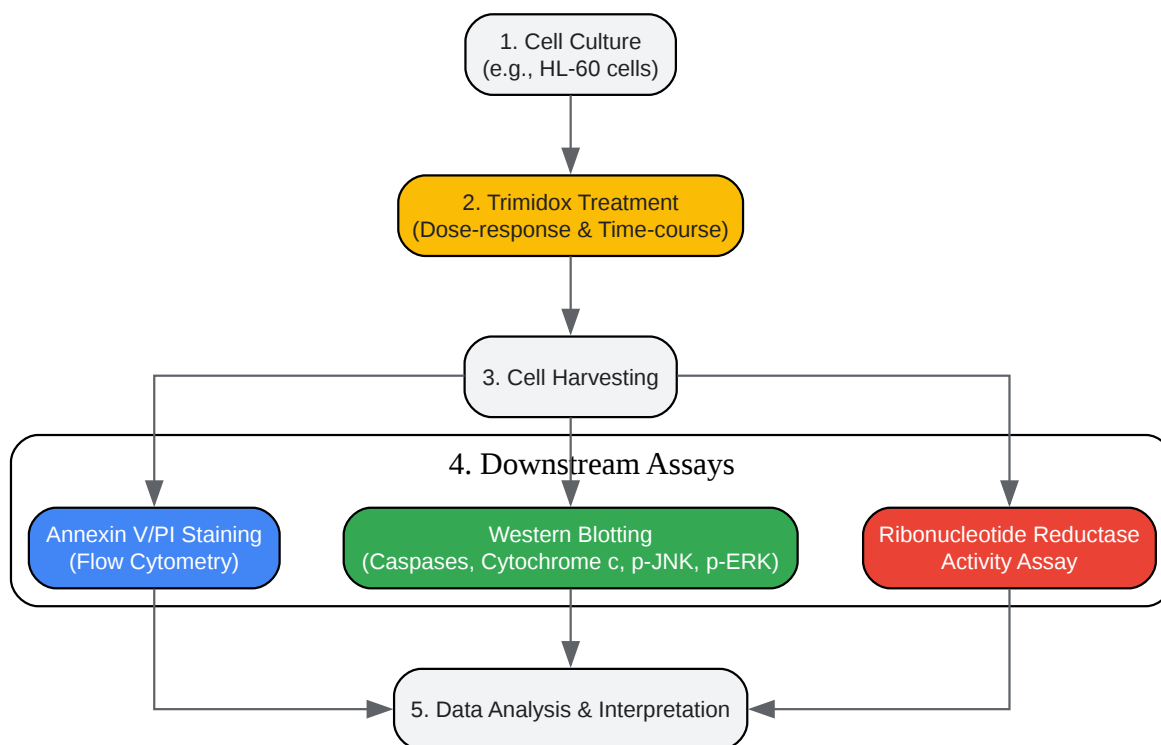 1. Cell Culture
(e.g., HL-60 cells)
2. Trimidox Treatment
(Dose-response & Time-course)
3. Cell Harvesting
4. Downstream Assays
Annexin V/PI Staining
(Flow Cytometry)
Western Blotting
(Caspases, Cytochrome c, p-JNK, p-ERK)
Ribonucleotide Reductase
Activity Assay
5. Data Analysis & Interpretation